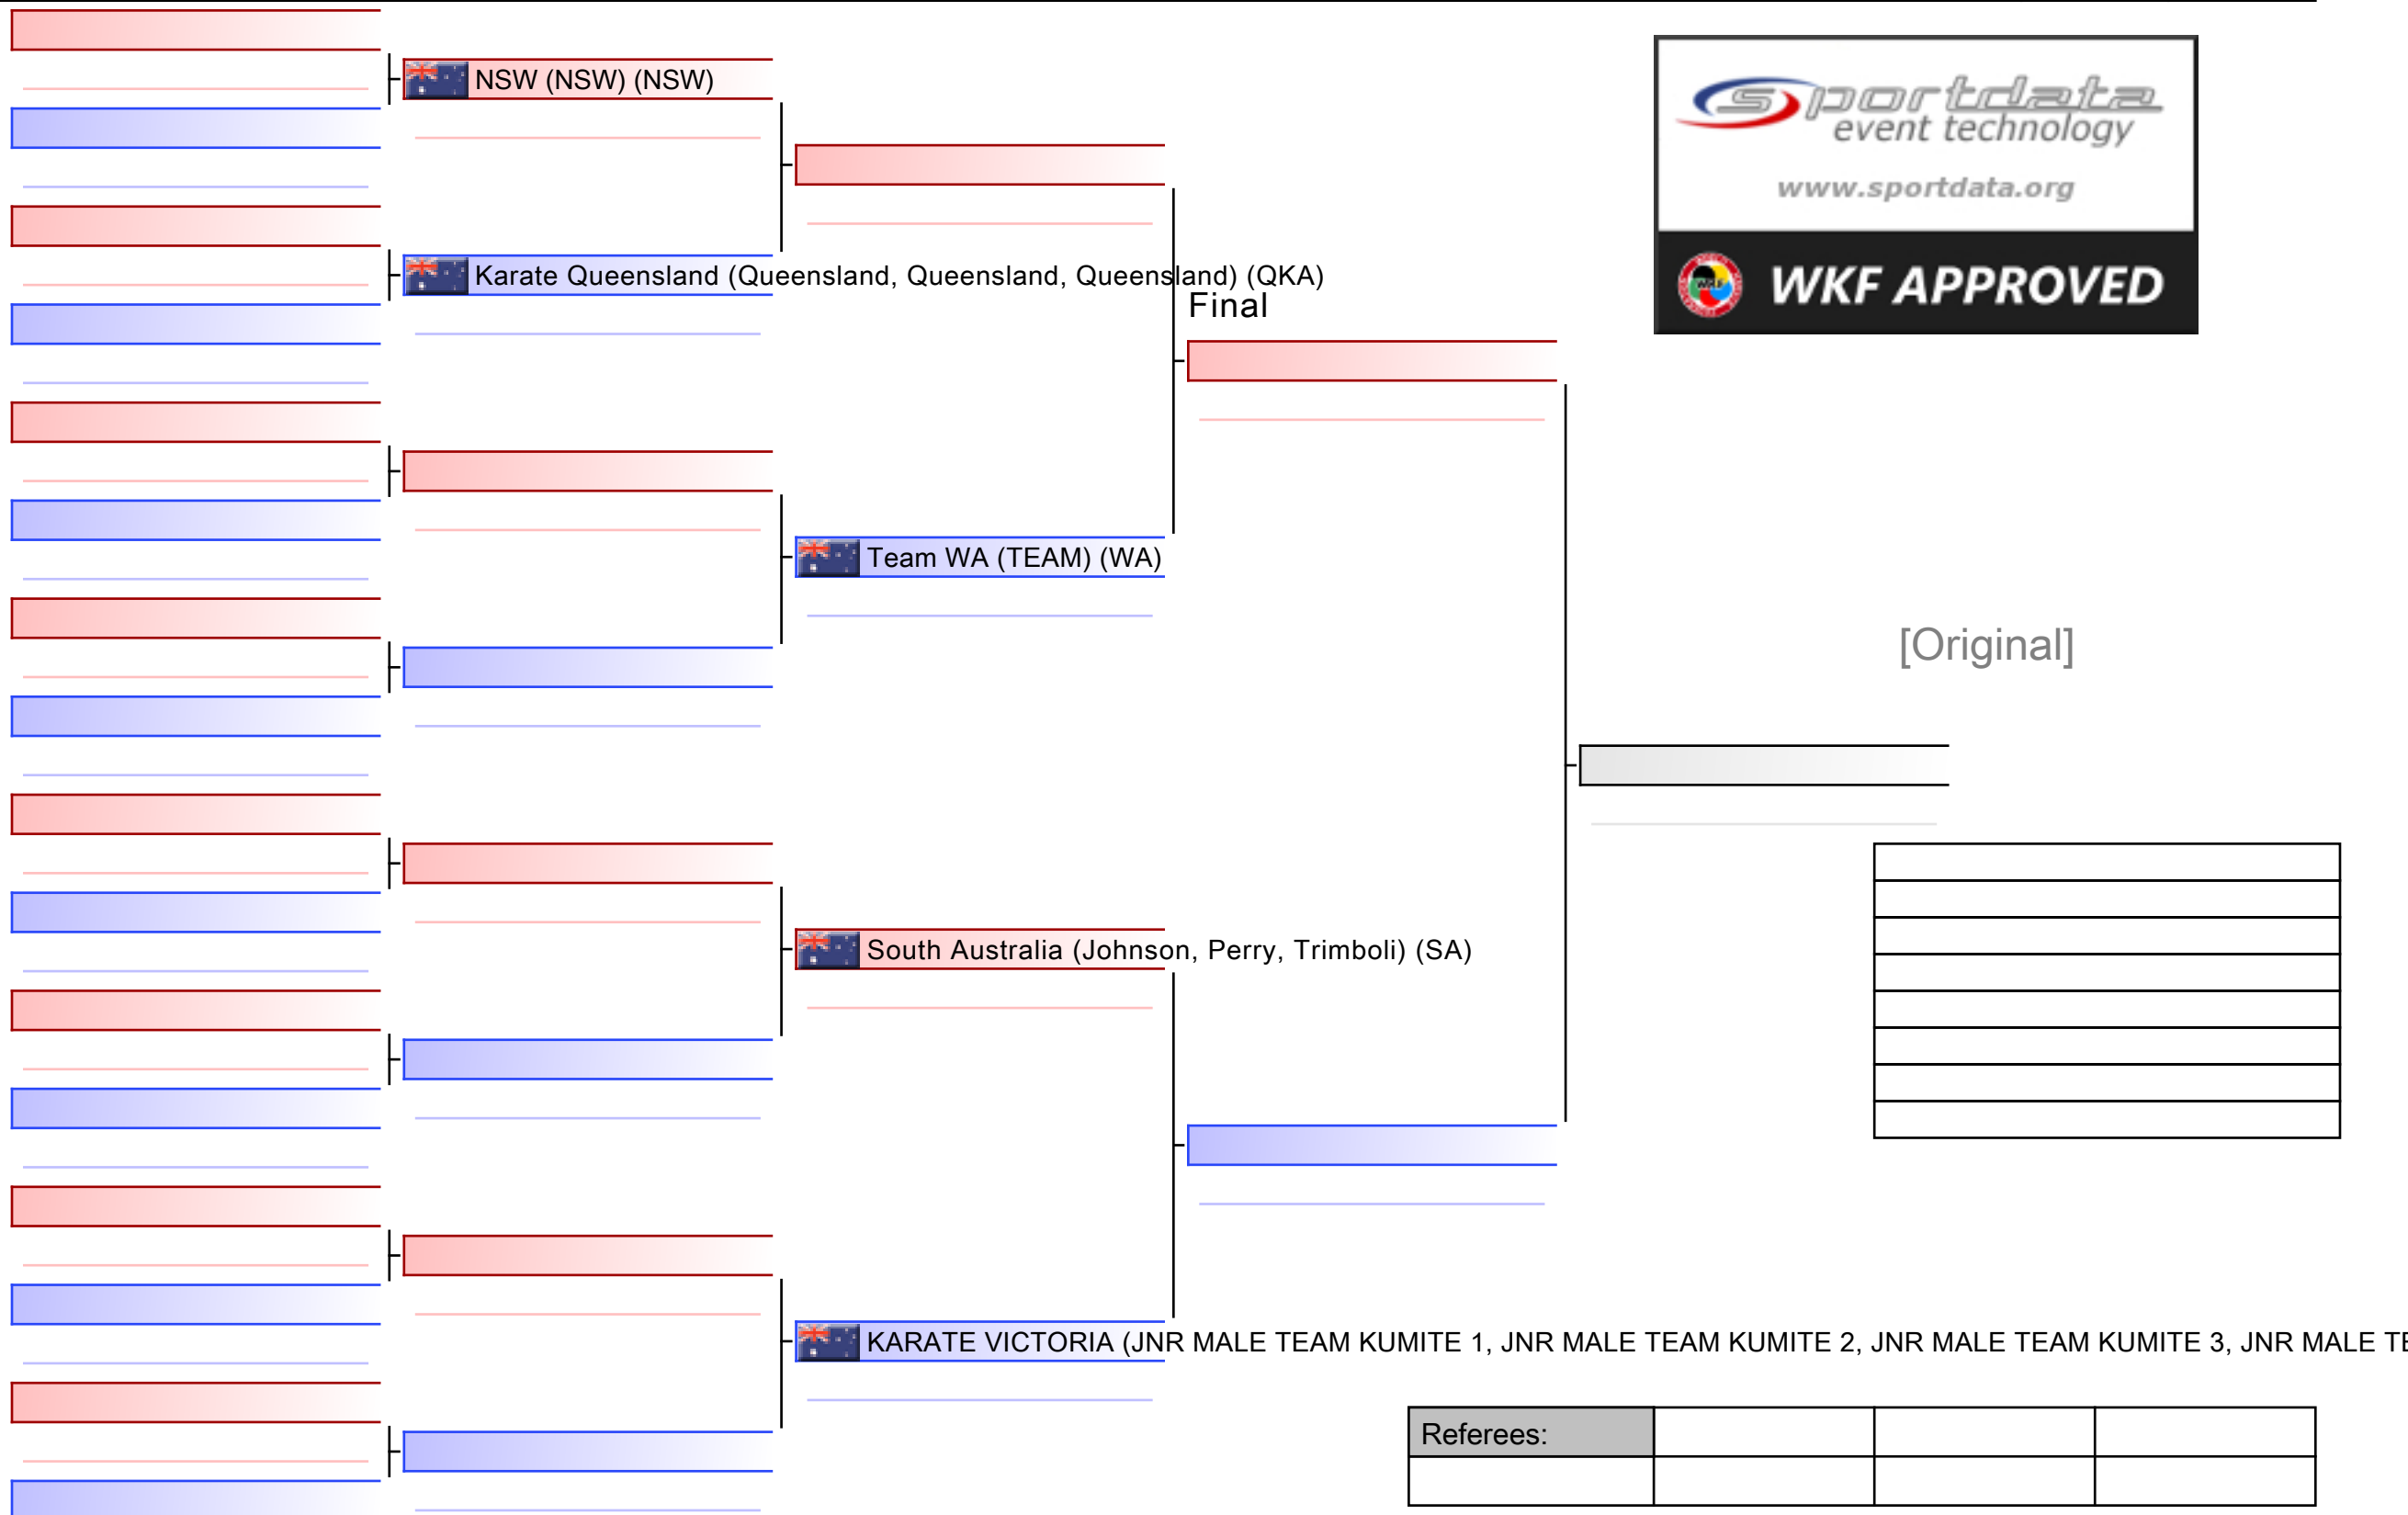 NSW (NSW) (NSW)
sportdata
event technology
www.sportdata.org
WKF APPROVED
Karate Queensland (Queensland, Queensland, Queensland) (QKA)
Final
Team WA (TEAM) (WA)
[Original]
South Australia (Johnson, Perry, Trimboli) (SA)
KARATE VICTORIA (JNR MALE TEAM KUMITE 1, JNR MALE TEAM KUMITE 2, JNR MALE TEAM KUMITE 3, JNR MALE
Referees: